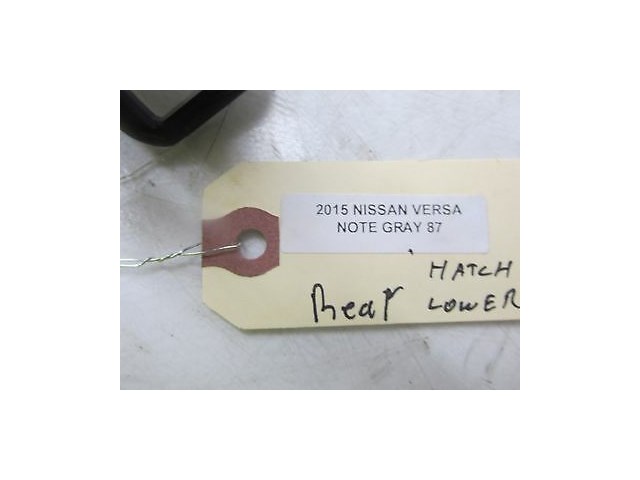 2015 NISSAN VERSA
NOTE GRAY 87
HATCH
Rear LOWER